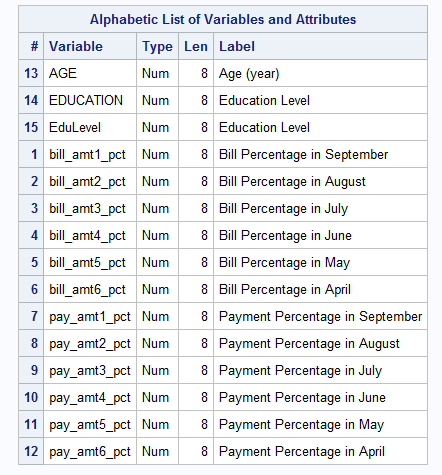 Alphabetic List of Variables and Attributes
# Variable Type Len Label
13 AGE Num 8 Age (year)
14 EDUCATION Num 8 Education Level
15 EduLevel Num 8 Education Level
1 bill_amt1_pct Num 8 Bill Percentage in September
2 bill_amt2_pct Num 8 Bill Percentage in August
3 bill_amt3_pct Num 8 Bill Percentage in July
4 bill_amt4_pct Num 8 Bill Percentage in June
5 bill_amt5_pct Num 8 Bill Percentage in May
6 bill_amt6_pct Num 8 Bill Percentage in April
7 pay_amt1_pct Num 8 Payment Percentage in September
8 pay_amt2_pct Num 8 Payment Percentage in August
9 pay_amt3_pct Num 8 Payment Percentage in July
10 pay_amt4_pct Num 8 Payment Percentage in June
11 pay_amt5_pct Num 8 Payment Percentage in May
12 pay_amt6_pct Num 8 Payment Percentage in April